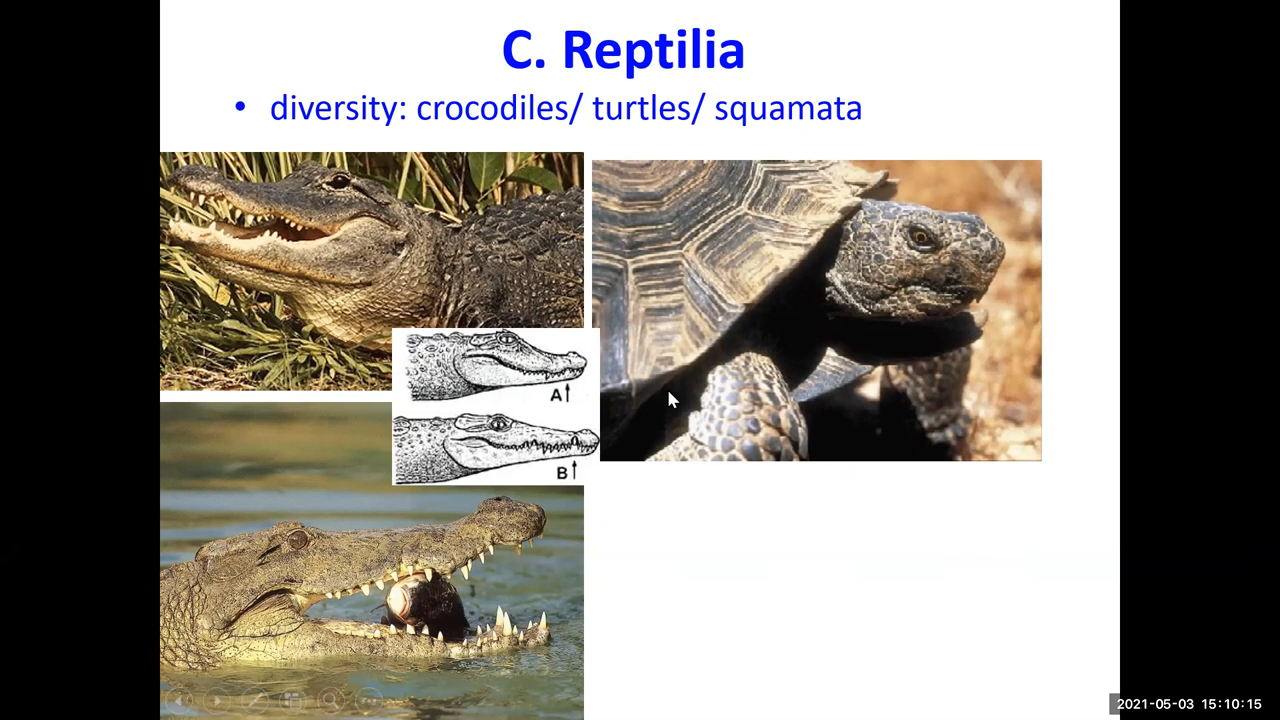 C. Reptilia
• diversity: crocodiles/ turtles/ squamata
A
B
2021-05-03 15:10:15